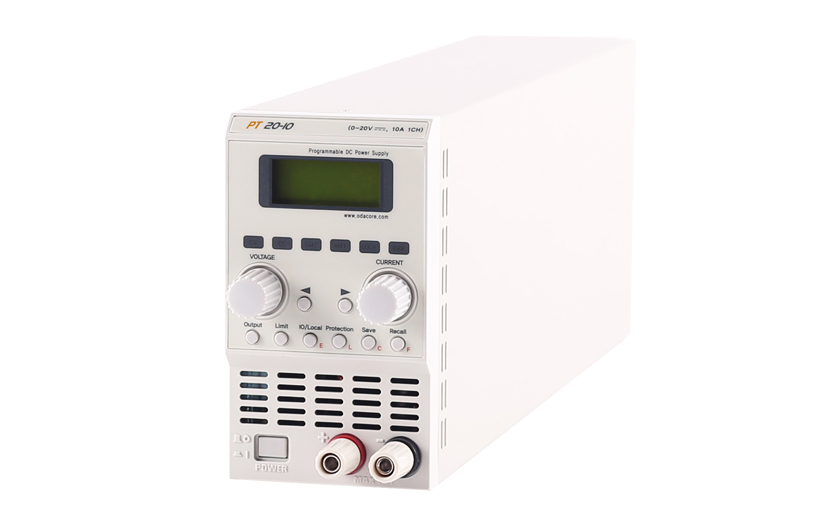 PT 20-10 (0-20V ⎓, 10A 1CH)
Programmable DC Power Supply
www.odacore.com
VOLTAGE CURRENT
Output Limit IO/Local Protection Save Recall
E L C F
POWER